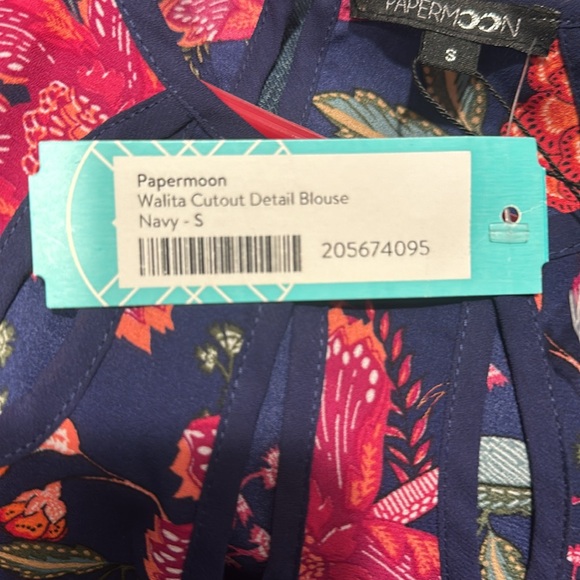 PAPERMOON
S
Papermoon
Walita Cutout Detail Blouse
Navy - S
205674095